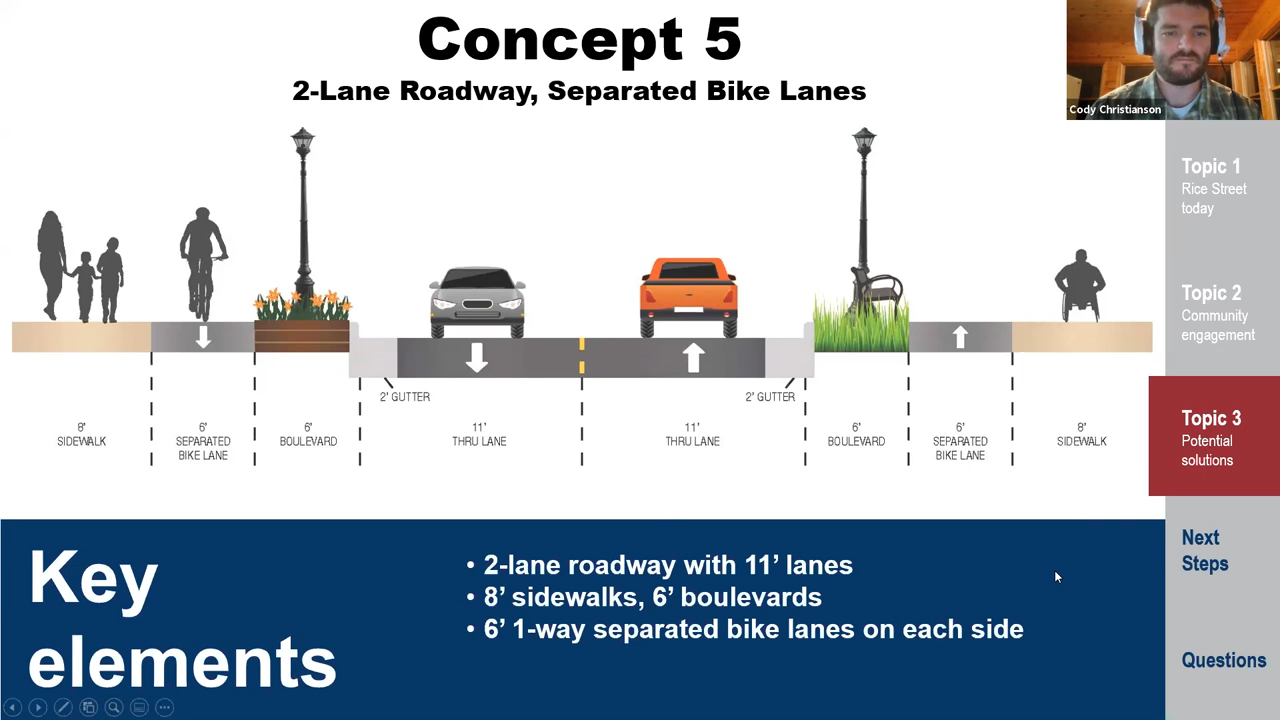 Concept 5
2-Lane Roadway, Separated Bike Lanes
Cody Christianson
Topic 1
Rice Street
today
Topic 2
Community
engagement
Topic 3
Potential
solutions
Next
Steps
Questions
2' GUTTER
2' GUTTER
8'
SIDEWALK
6'
SEPARATED
BIKE LANE
6'
BOULEVARD
11'
THRU LANE
11'
THRU LANE
6'
BOULEVARD
6'
SEPARATED
BIKE LANE
8'
SIDEWALK
Key
elements
• 2-lane roadway with 11’ lanes
• 8’ sidewalks, 6’ boulevards
• 6’ 1-way separated bike lanes on each side